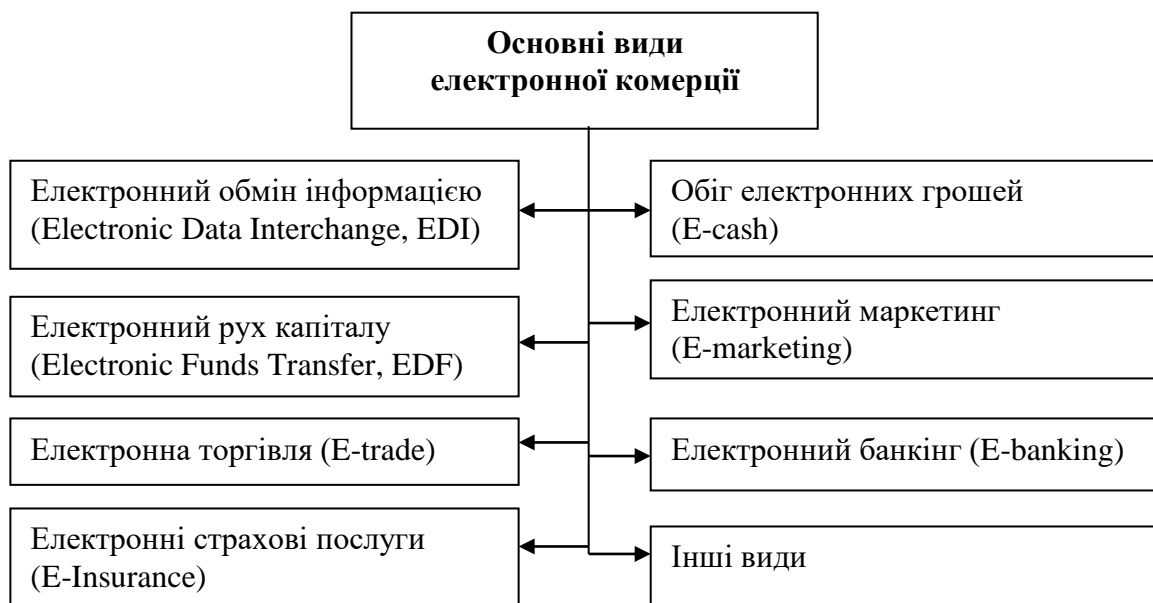 Основні види
електронної комерції
Електронний обмін інформацією
(Electronic Data Interchange, EDI)
Обіг електронних грошей
(E-cash)
Електронний рух капіталу
(Electronic Funds Transfer, EDF)
Електронний маркетинг
(E-marketing)
Електронна торгівля (E-trade)
Електронний банкінг (E-banking)
Електронні страхові послуги
(E-Insurance)
Інші види